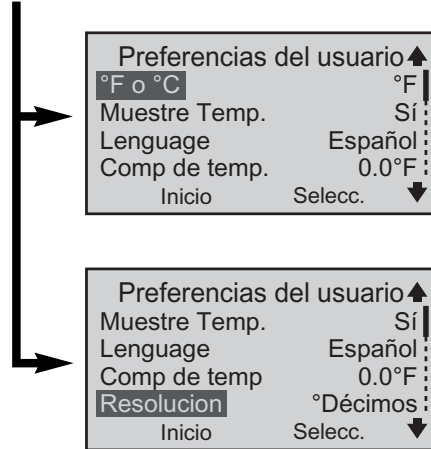 Preferencias del usuario
°F o °C °F
Muestre Temp. Sí
Lenguage Español
Comp de temp. 0.0°F
Inicio Selecc.
Preferencias del usuario
Muestre Temp. Sí
Lenguage Español
Comp de temp 0.0°F
Resolucion °Décimos
Inicio Selecc.